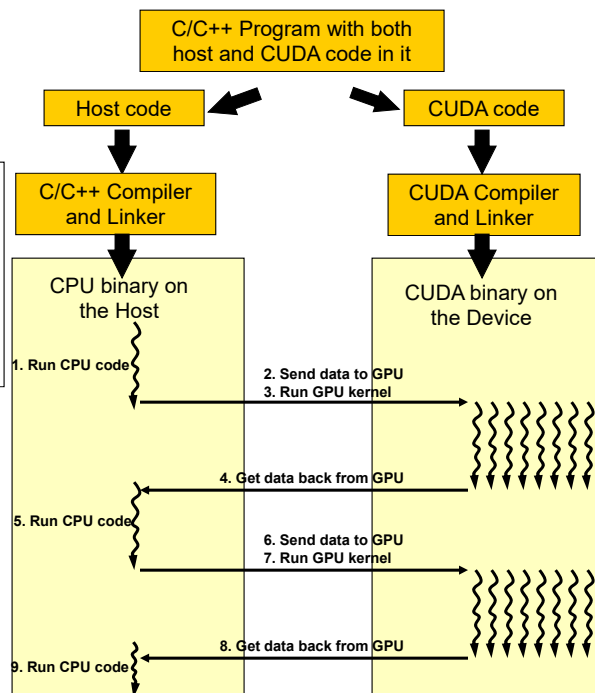 C/C++ Program with both
host and CUDA code in it
Host code
CUDA code
C/C++ Compiler
and Linker
CUDA Compiler
and Linker
CPU binary on
the Host
CUDA binary on
the Device
1. Run CPU code
2. Send data to GPU
3. Run GPU kernel
4. Get data back from GPU
5. Run CPU code
6. Send data to GPU
7. Run GPU kernel
8. Get data back from GPU
9. Run CPU code